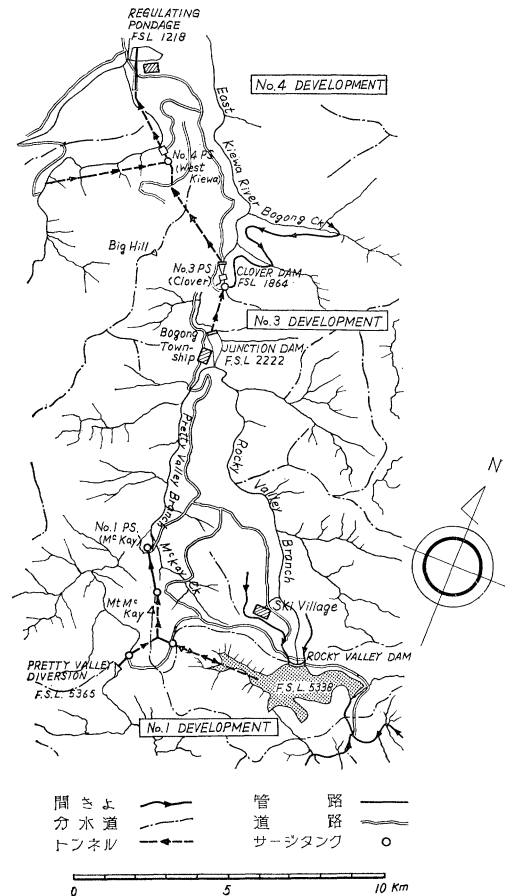 REGULATING
PONDAGE
FSL 1218
No.4 DEVELOPMENT
East Kiewa River
No.4 PS
(West
Kiewa)
Bogong Ck
Big Hill
No.3 PS
(Clover)
CLOVER DAM
FSL 1864
No.3 DEVELOPMENT
Bogong
Town-
ship
JUNCTION DAM
F.S.L 2222
Pretty Valley Branch
Rocky Valley Branch
N
No.1 PS.
(McKay)
McKay Ck
Mt Mc
Kay
Ski Village
PRETTY VALLEY
DIVERSION
F.S.L. 5365
ROCKY VALLEY DAM
F.S.L. 5338
No.1 DEVELOPMENT
開きよ 管路
分水道 道路
トンネル サージタンク
0 5 10 Km